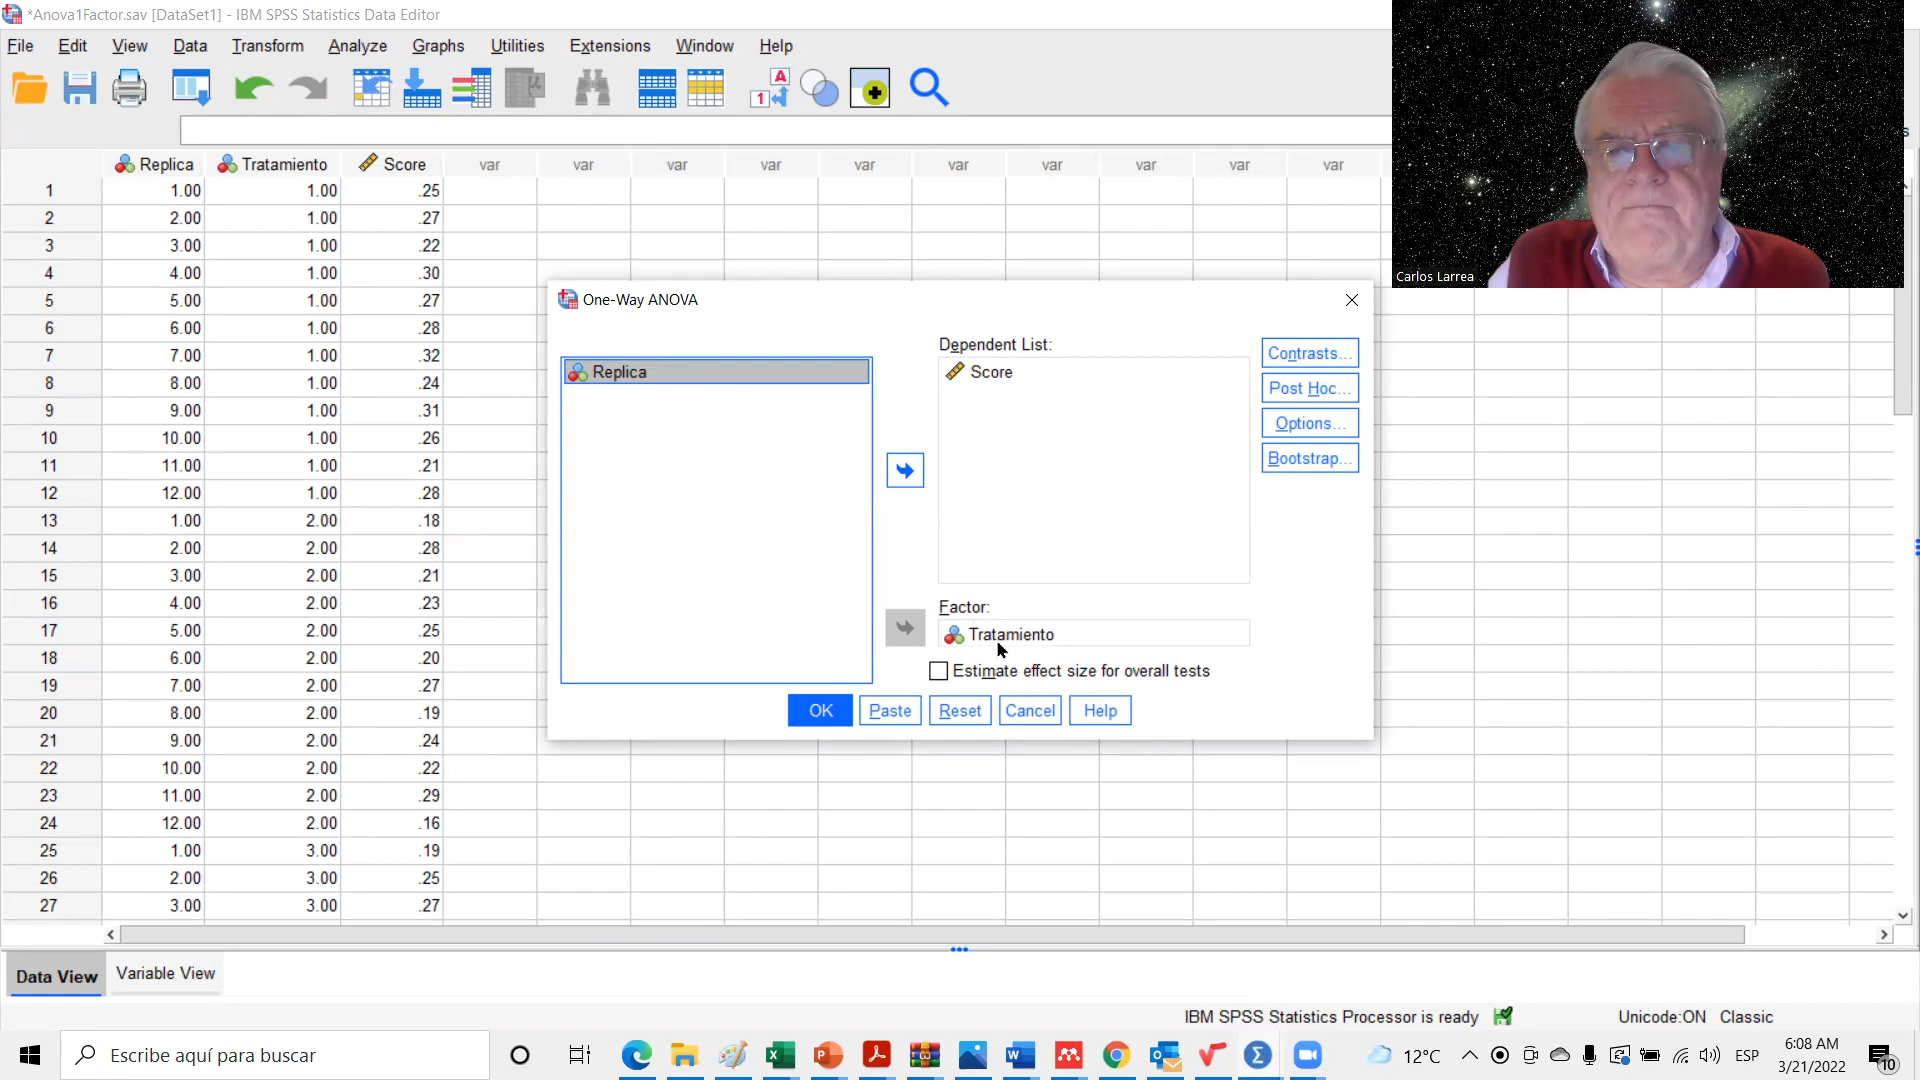 *Anova1Factor.sav [DataSet1] - IBM SPSS Statistics Data Editor
File Edit View Data Transform Analyze Graphs Utilities Extensions Window Help
Replica Tratamiento Score var var var var var var var var var var
1 1.00 1.00 .25
2 2.00 1.00 .27
3 3.00 1.00 .22
4 4.00 1.00 .30
5 5.00 1.00 .27
6 6.00 1.00 .28
7 7.00 1.00 .32
8 8.00 1.00 .24
9 9.00 1.00 .31
10 10.00 1.00 .26
11 11.00 1.00 .21
12 12.00 1.00 .28
13 1.00 2.00 .18
14 2.00 2.00 .28
15 3.00 2.00 .21
16 4.00 2.00 .23
17 5.00 2.00 .25
18 6.00 2.00 .20
19 7.00 2.00 .27
20 8.00 2.00 .19
21 9.00 2.00 .24
22 10.00 2.00 .22
23 11.00 2.00 .29
24 12.00 2.00 .16
25 1.00 3.00 .19
26 2.00 3.00 .25
27 3.00 3.00 .27
Carlos Larrea
One-Way ANOVA
Replica
Dependent List:
Score
Contrasts...
Post Hoc...
Options...
Bootstrap...
Factor:
Tratamiento
Estimate effect size for overall tests
OK Paste Reset Cancel Help
Data View Variable View
IBM SPSS Statistics Processor is ready Unicode:ON Classic
Escribe aquí para buscar
12°C ESP 6:08 AM
3/21/2022
10